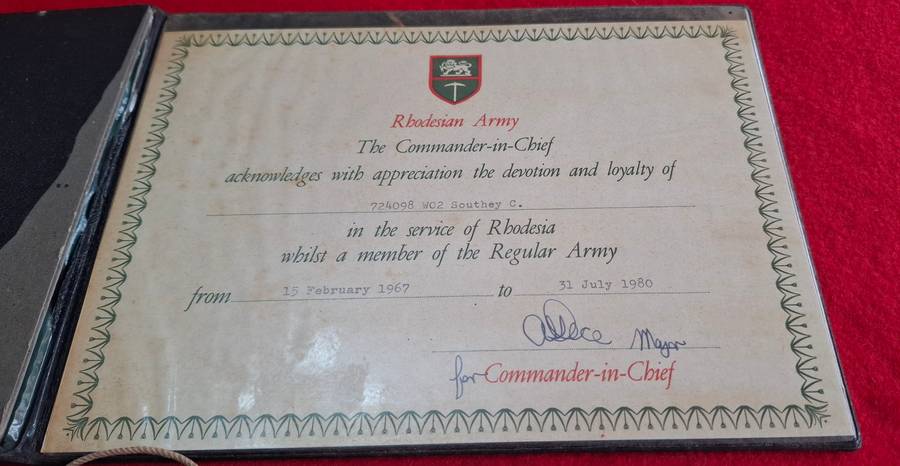 Rhodesian Army
The Commander-in-Chief
acknowledges with appreciation the devotion and loyalty of
724098 WO2 Southey C.
in the service of Rhodesia
whilst a member of the Regular Army
from 15 February 1967 to 31 July 1980
Major
for Commander-in-Chief